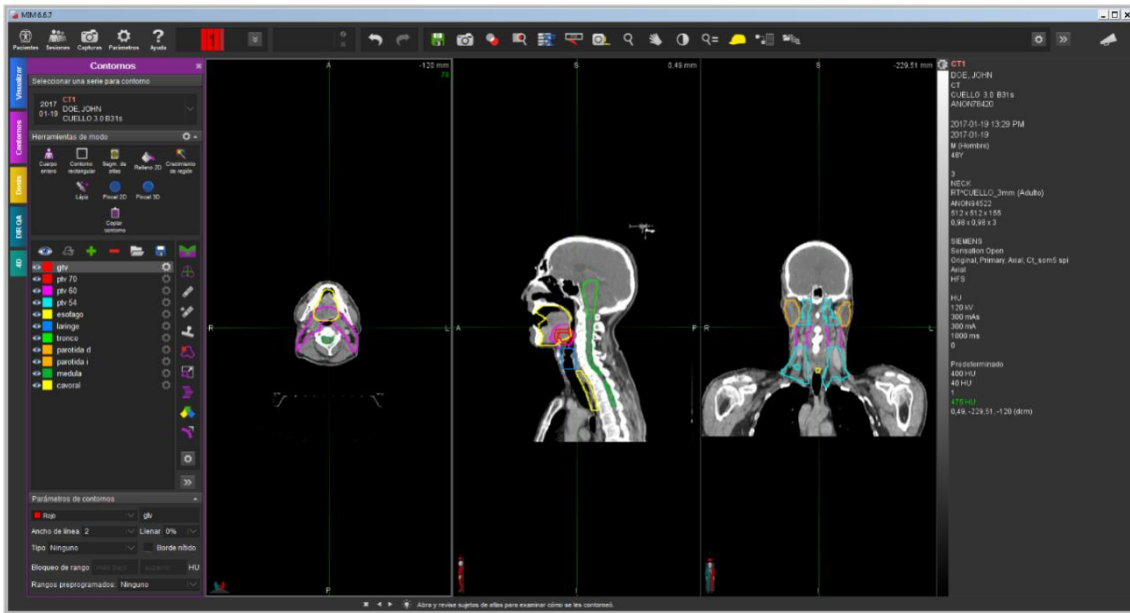 MIM 6.6.7
Pacientes Sesiones Capturas Parámetros Ayuda
Contornos
Seleccionar una serie para contorno
2017
01-19
CT1
DOE, JOHN
CUELLO 3.0 B31s
Herramientas de modo
Cuerpo entero
Contorno rectangular
Segm. de atlas
Relleno 2D
Crecimiento de región
Lápiz
Pincel 2D
Pincel 3D
Copiar contorno
Visualizar
Contornos
Dosis
DIR QA
4D
gtv
ptv 70
ptv 60
ptv 54
esofago
laringe
tronco
parotida d
parotida i
medula
cavoral
Parámetros de contornos
Rojo
gtv
Ancho de línea 2
Llenar 0%
Tipo Ninguno
Borde nítido
Bloqueo de rango
HU
Rangos preprogramados: Ninguno
A
-120 mm
R
L
P
S
0,49 mm
A
P
S
-229,51 mm
R
L
CT1
DOE, JOHN
CT
CUELLO 3.0 B31s
ANON78420
2017-01-19 13:29 PM
2017-01-19
M (Hombre)
48Y
3
NECK
RT^CUELLO_3mm (Adulto)
ANON94522
512 x 512 x 155
0,98 x 0,98 x 3
SIEMENS
Sensation Open
Original, Primary, Axial, Ct_som5 spi
Axial
HFS
HU
120 kV
300 mAs
300 mA
1000 ms
0
Predeterminado
400 HU
40 HU
1
475 HU
0,49, -229,51, -120 (dcm)
Abra y revise sujetos de atlas para examinar cómo se les contorneó.